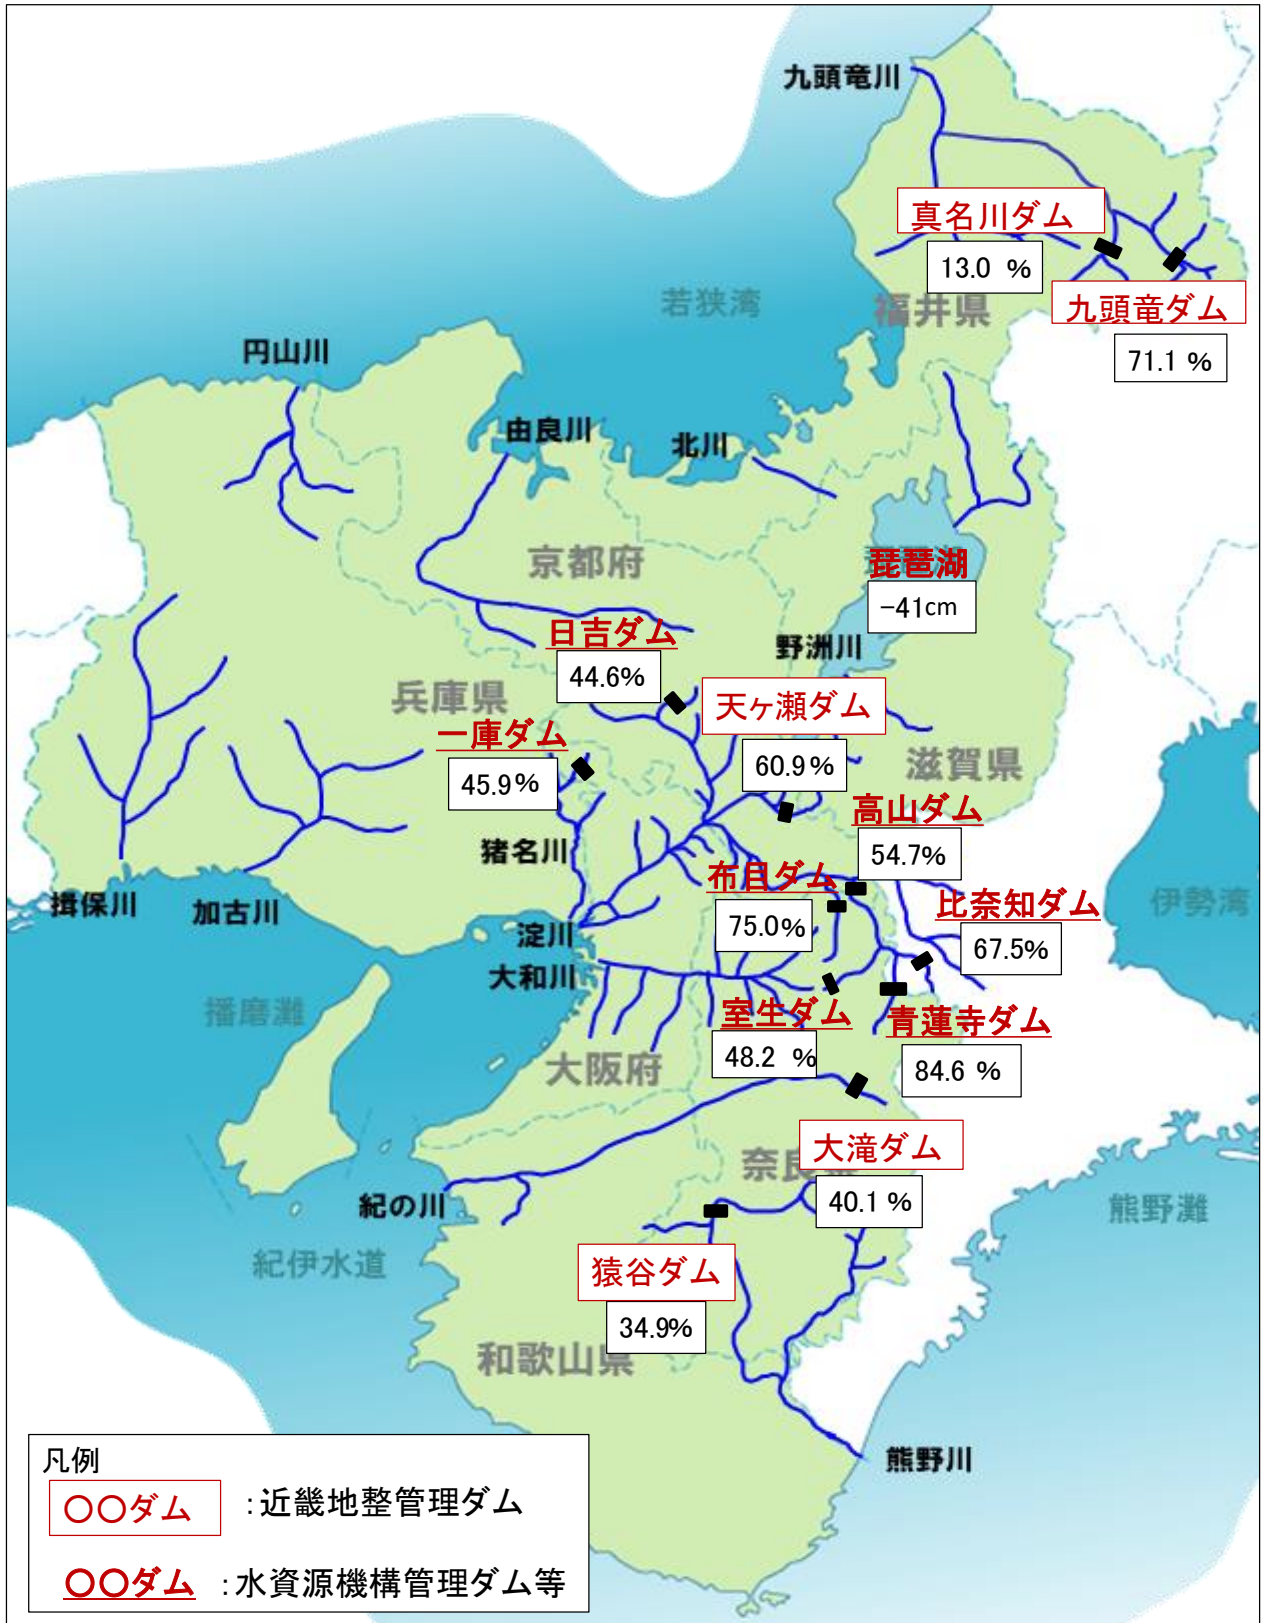 九頭竜川
真名川ダム
13.0 %
若狭湾
福井県
九頭竜ダム
71.1 %
円山川
由良川
北川
京都府
琵琶湖
-41cm
日吉ダム
44.6%
野洲川
兵庫県
天ヶ瀬ダム
一庫ダム
60.9%
滋賀県
45.9%
高山ダム
54.7%
猪名川
布目ダム
75.0%
比奈知ダム
67.5%
伊勢湾
揖保川
加古川
淀川
大和川
播磨灘
室生ダム
48.2 %
青蓮寺ダム
84.6 %
大阪府
大滝ダム
奈良
40.1 %
紀の川
熊野灘
紀伊水道
猿谷ダム
34.9%
和歌山県
熊野川
凡例
〇〇ダム :近畿地整管理ダム
〇〇ダム :水資源機構管理ダム等